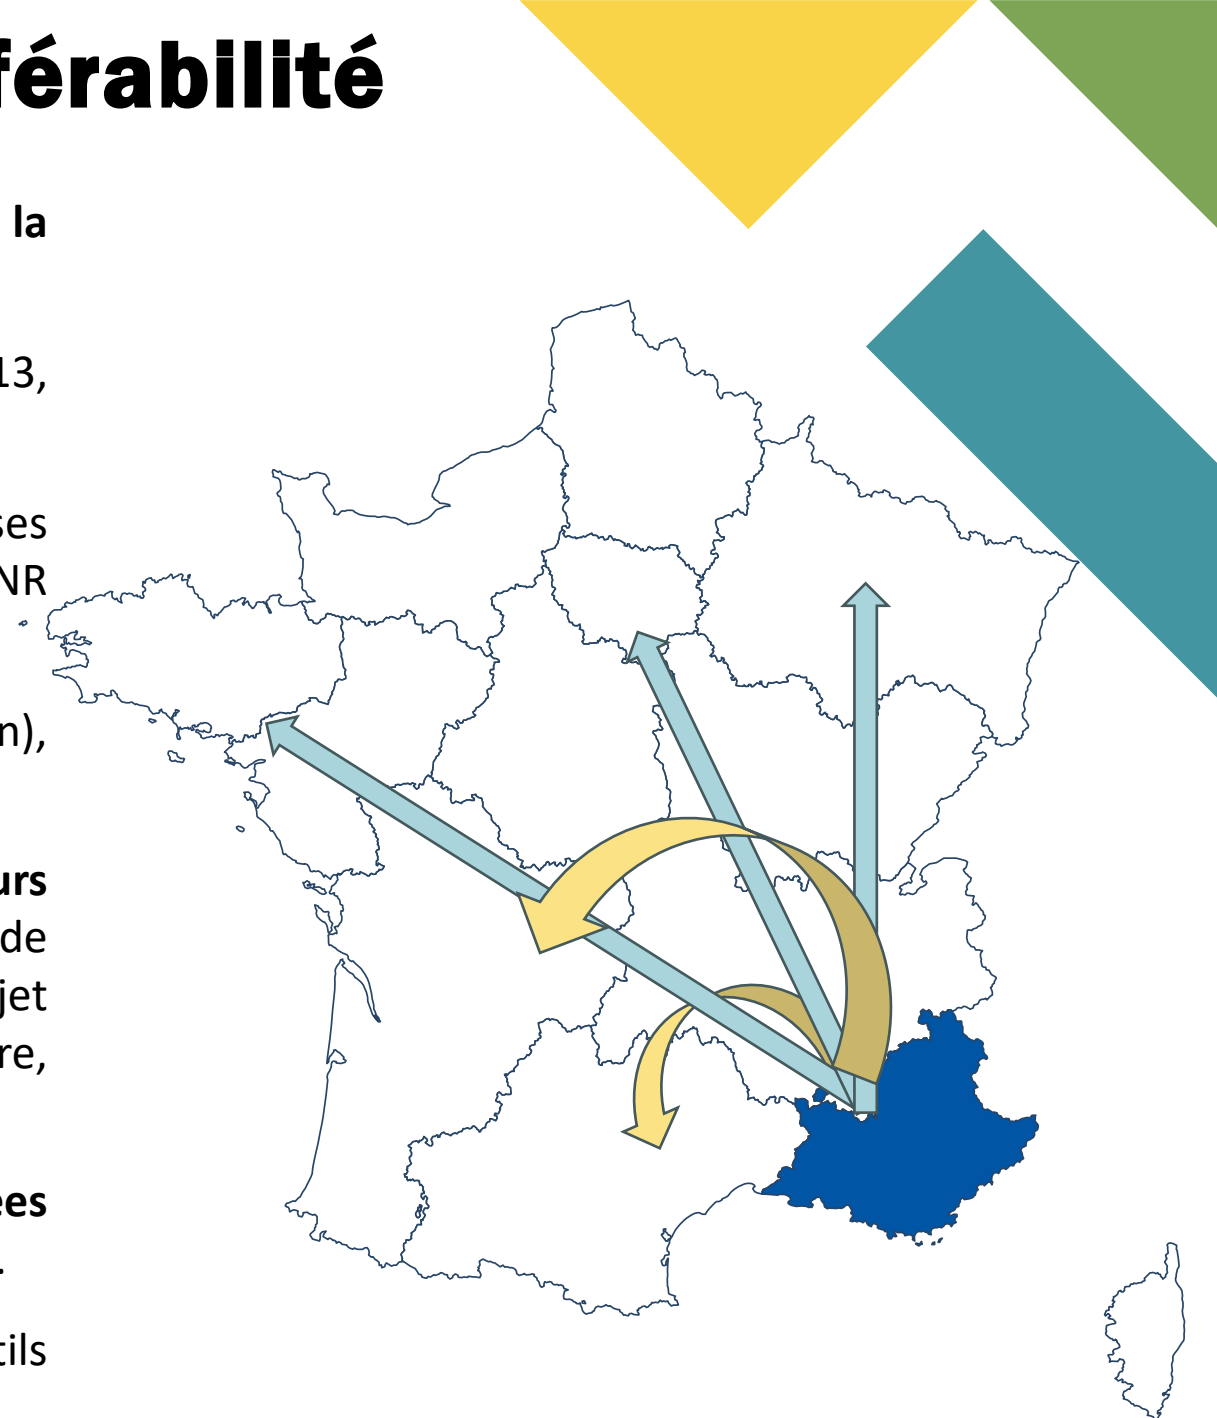 férabilité
la
13,
ses
NR
n),
urs
de
jet
re,
ees
.
tils